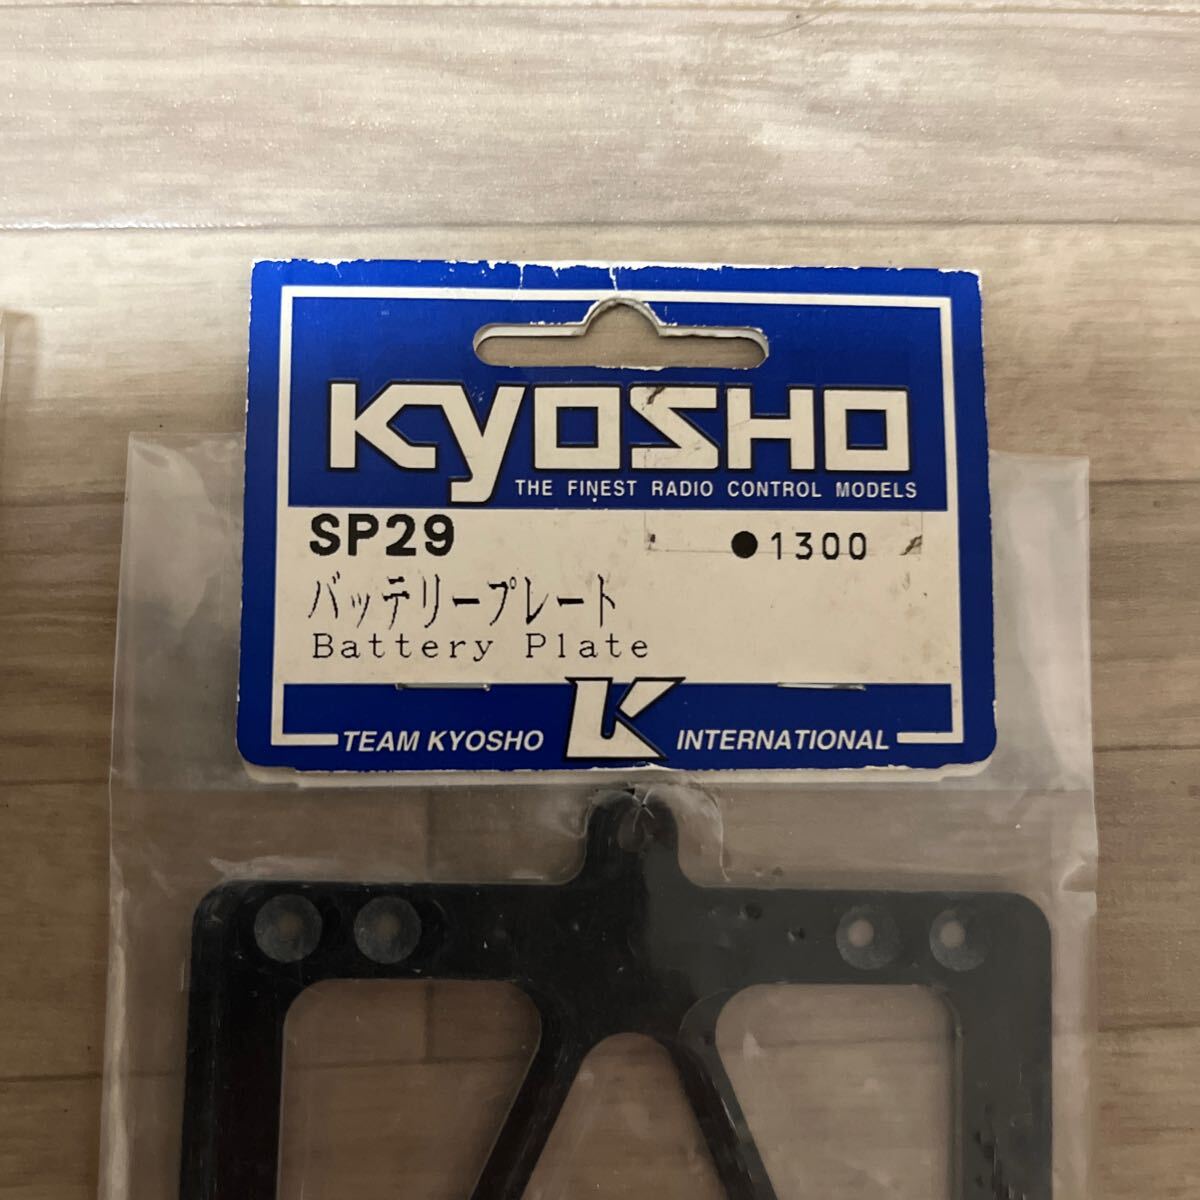 KYOSHO
THE FINEST RADIO CONTROL MODELS
SP29 ●1300
バッテリープレート
Battery Plate
K
TEAM KYOSHO INTERNATIONAL